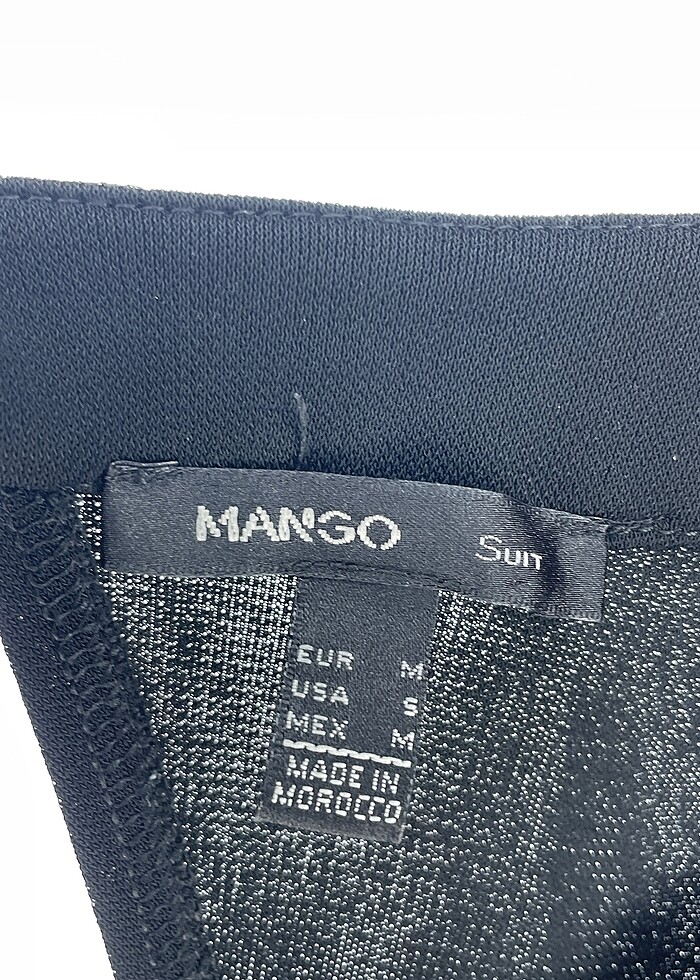 MANGO Suit
EUR M
USA S
MEX M
MADE IN
MOROCCO